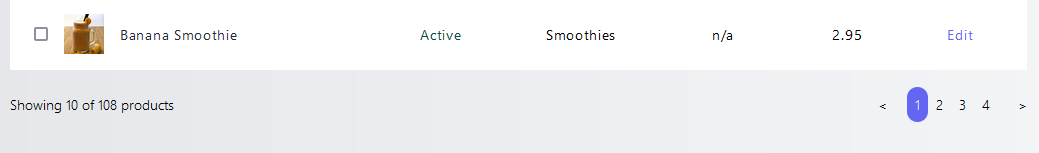 Banana Smoothie Active Smoothies n/a 2.95 Edit
Showing 10 of 108 products < 1 2 3 4 >